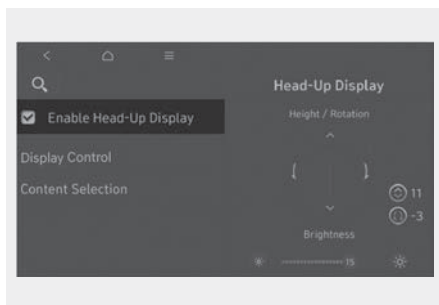 Head-Up Display
Enable Head-Up Display
Height / Rotation
Display Control
Content Selection
11
-3
Brightness
15